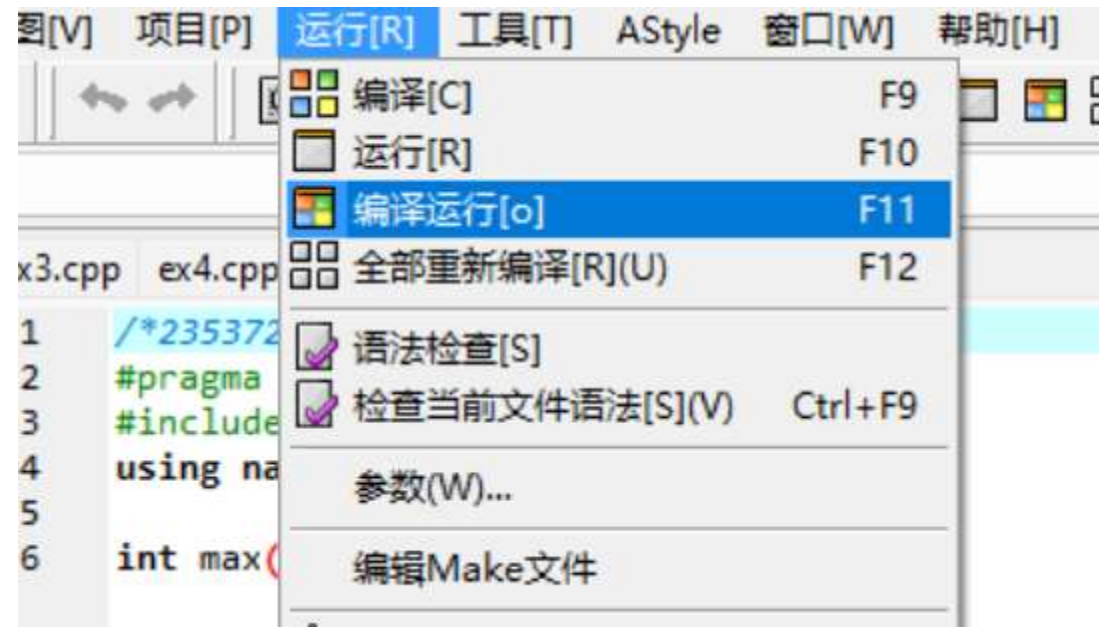 图[V] 项目[P] 运行[R] 工具[T] AStyle 窗口[W] 帮助[H]
编译[C] F9
运行[R] F10
编译运行[o] F11
全部重新编译[R](U) F12
x3.cpp ex4.cpp
语法检查[S]
检查当前文件语法[S](V) Ctrl+F9
参数(W)...
编辑Make文件
1 /*235372
2 #pragma
3 #include
4 using na
5
6 int max(